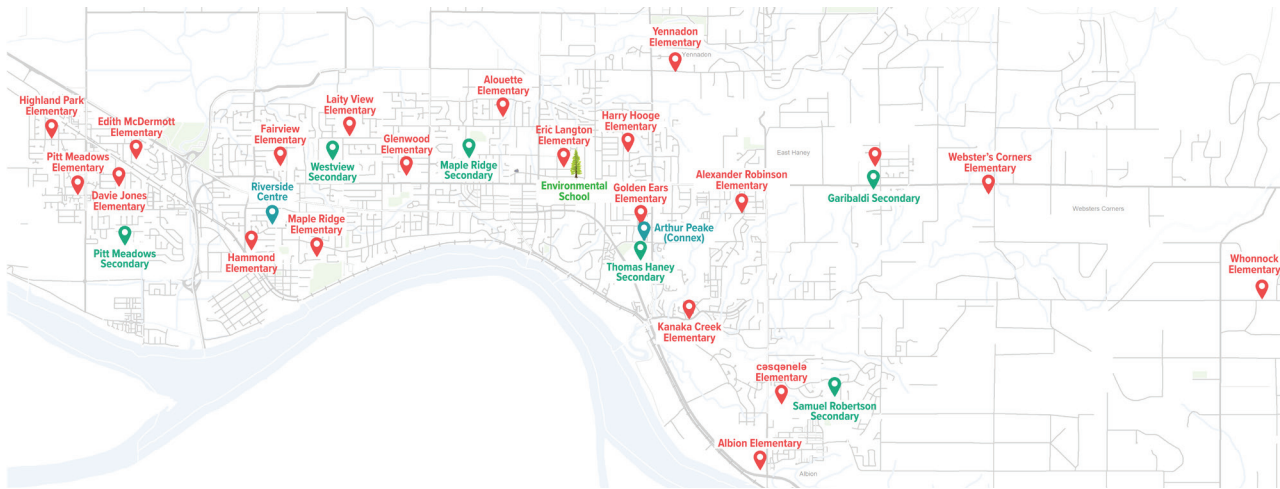 Yennadon
Elementary
Yennadon
Highland Park
Elementary
Edith McDermott
Elementary
Laity View
Elementary
Alouette
Elementary
Fairview
Elementary
Glenwood
Elementary
Eric Langton
Elementary
Harry Hooge
Elementary
Pitt Meadows
Elementary
Westview
Secondary
Maple Ridge
Secondary
East Haney
Webster's Corners
Elementary
Davie Jones
Elementary
Riverside
Centre
Environmental
School
Golden Ears
Elementary
Alexander Robinson
Elementary
Garibaldi Secondary
Websters Corners
Maple Ridge
Elementary
Arthur Peake
(Connex)
Pitt Meadows
Secondary
Hammond
Elementary
Thomas Haney
Secondary
Whonnock
Elementary
Kanaka Creek
Elementary
c̓əsqənelə
Elementary
Samuel Robertson
Secondary
Albion Elementary
Albion